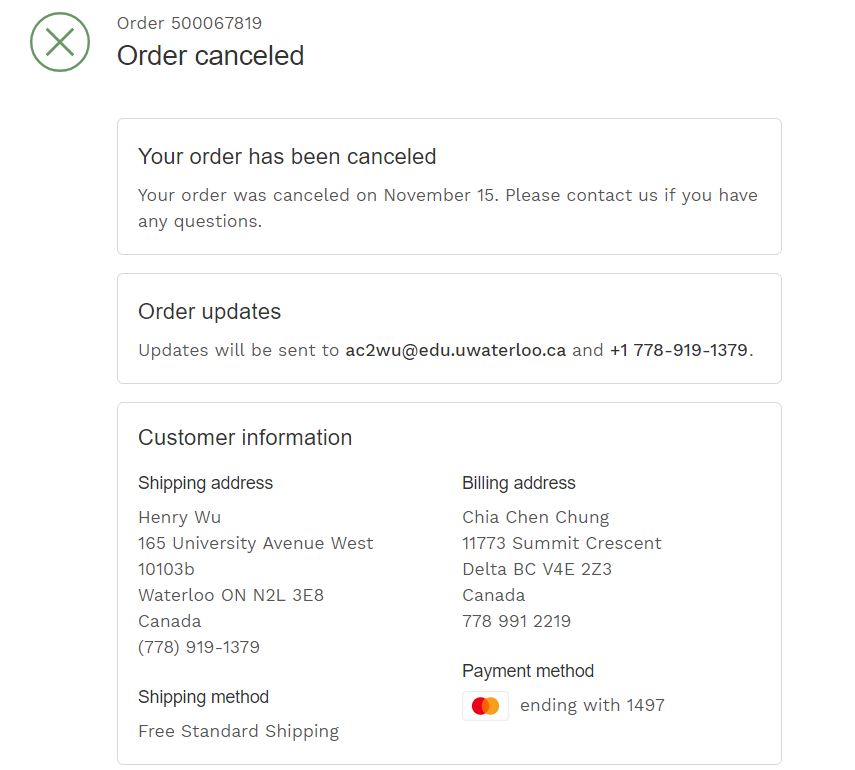 Order 500067819
Order canceled
Your order has been canceled
Your order was canceled on November 15. Please contact us if you have
any questions.
Order updates
Updates will be sent to ac2wu@edu.uwaterloo.ca and +1 778-919-1379.
Customer information
Shipping address
Henry Wu
165 University Avenue West
10103b
Waterloo ON N2L 3E8
Canada
(778) 919-1379
Shipping method
Free Standard Shipping
Billing address
Chia Chen Chung
11773 Summit Crescent
Delta BC V4E 2Z3
Canada
778 991 2219
Payment method
ending with 1497